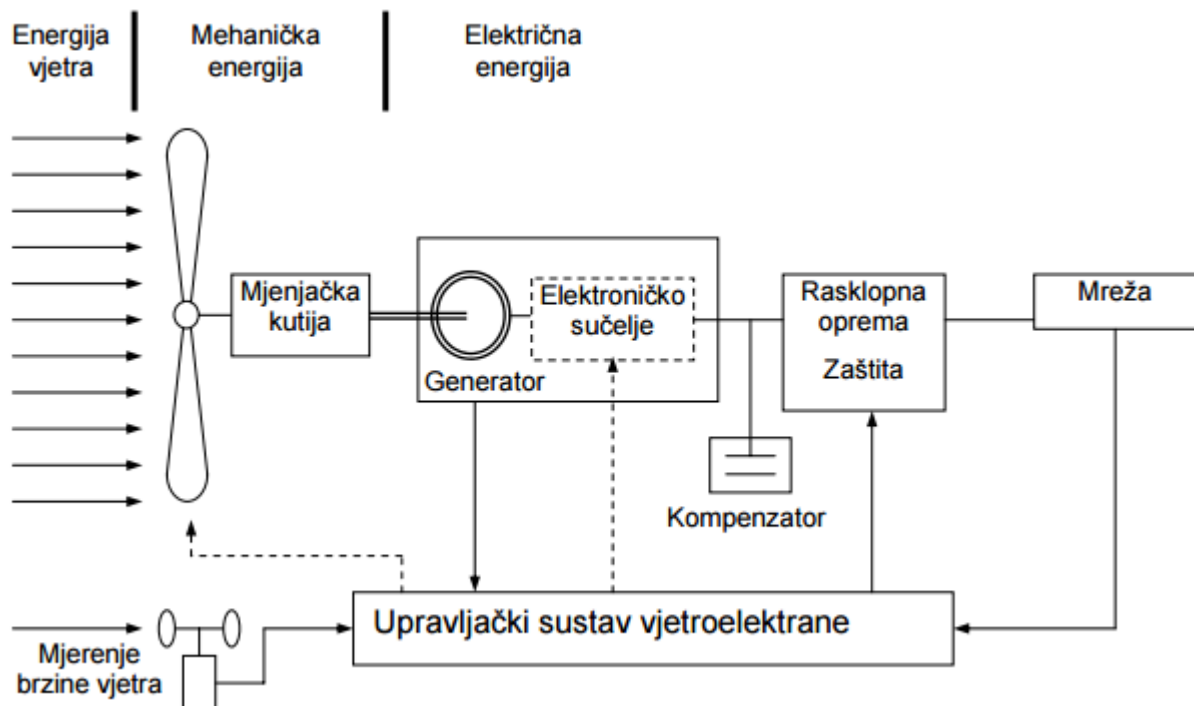 Energija
vjetra
Mehanička
energija
Električna
energija
Mjenjačka
kutija
Generator
Elektroničko
sučelje
Rasklopna
oprema
Zaštita
Mreža
Kompenzator
Upravljački sustav vjetroelektrane
Mjerenje
brzine vjetra